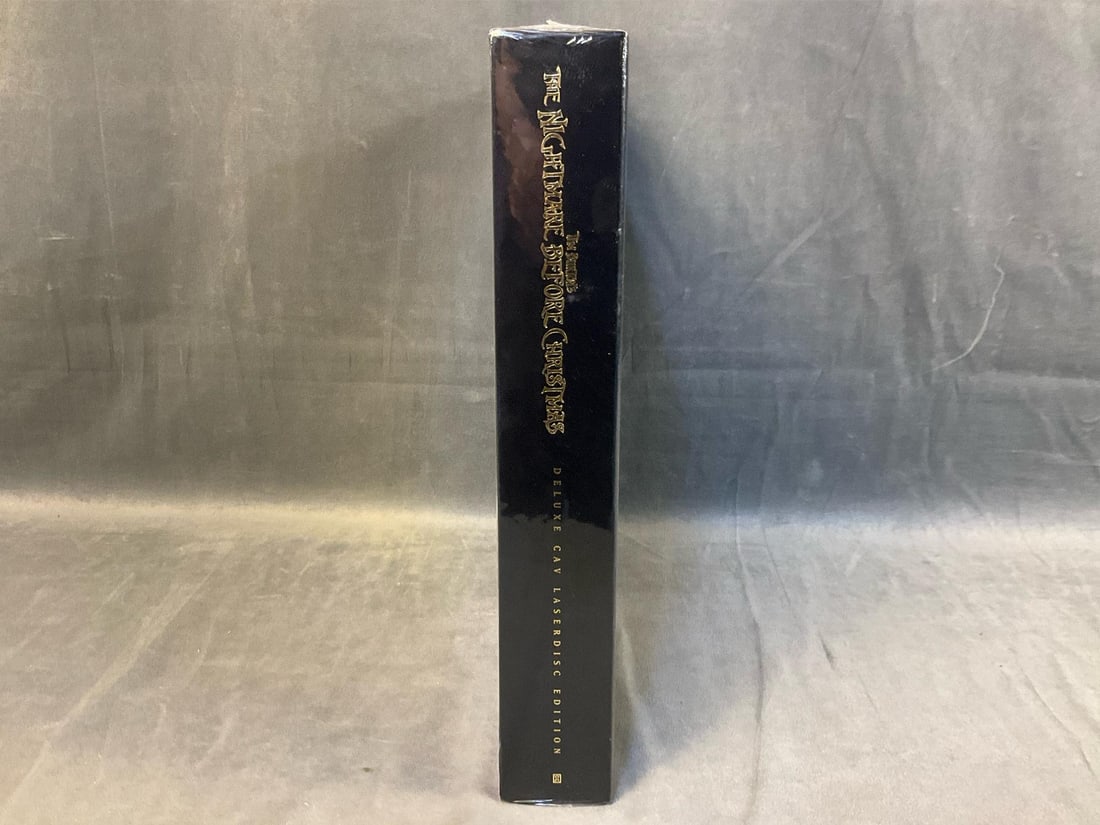 Tim Burton's
THE NIGHTMARE BEFORE CHRISTMAS
DELUXE CAV LASERDISC EDITION